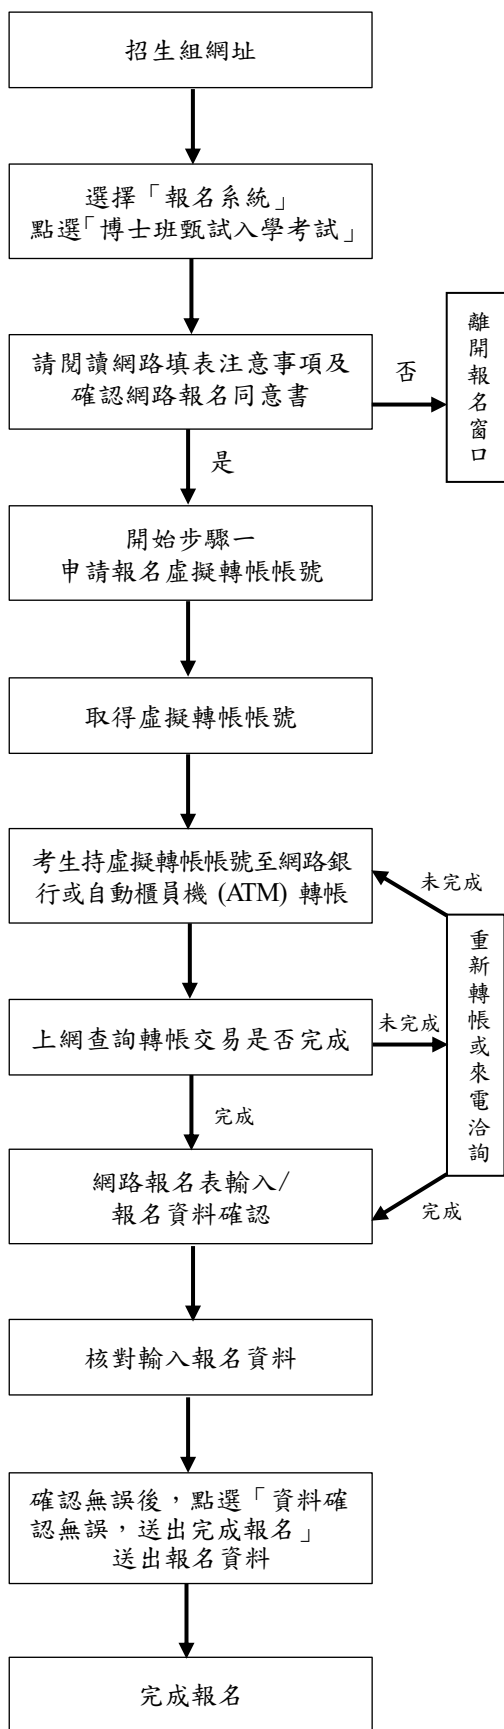 招生組網址
選擇「報名系統」
點選「博士班甄試入學考試」
請閱讀網路填表注意事項及
確認網路報名同意書
否
離開報名窗口
是
開始步驟一
申請報名虛擬轉帳帳號
取得虛擬轉帳帳號
考生持虛擬轉帳帳號至網路銀
行或自動櫃員機 (ATM) 轉帳
未完成
重新轉帳或來電洽詢
上網查詢轉帳交易是否完成
未完成
完成
網路報名表輸入/
報名資料確認
完成
核對輸入報名資料
確認無誤後，點選「資料確
認無誤，送出完成報名」
送出報名資料
完成報名